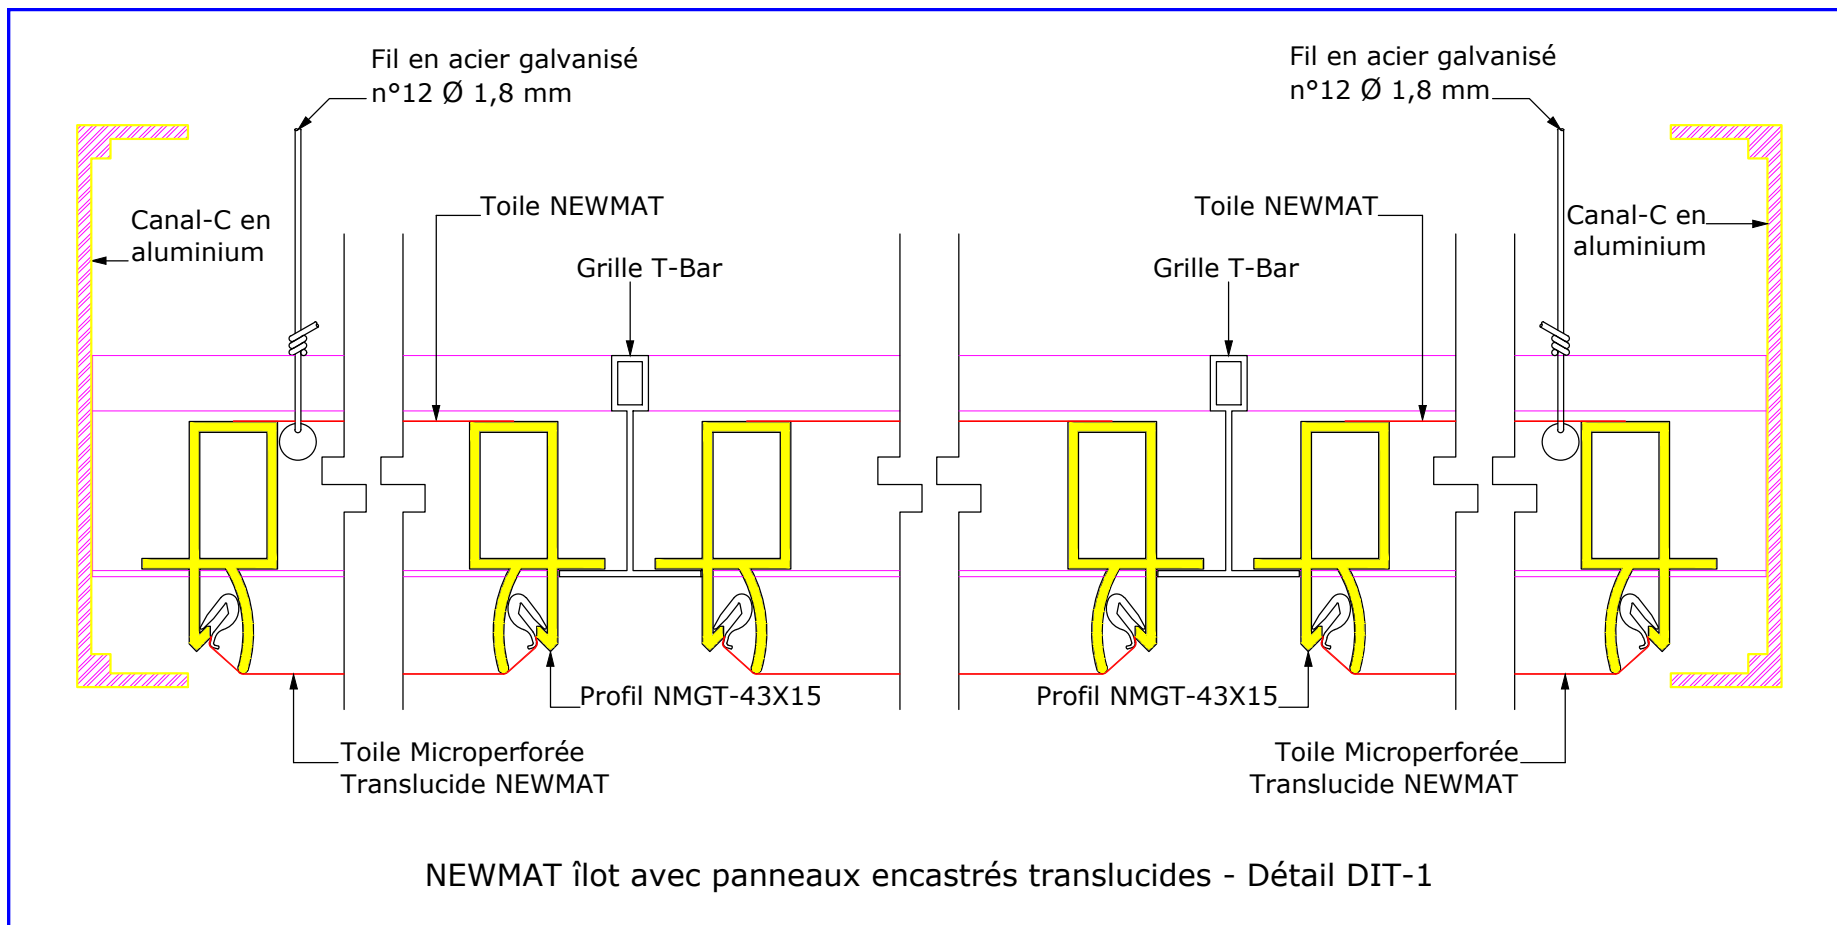 Fil en acier galvanisé
n°12 Ø 1,8 mm
Fil en acier galvanisé
n°12 Ø 1,8 mm
Canal-C en
aluminium
Toile NEWMAT
Toile NEWMAT
Canal-C en
aluminium
Grille T-Bar
Grille T-Bar
Profil NMGT-43X15
Profil NMGT-43X15
Toile Microperforée
Translucide NEWMAT
Toile Microperforée
Translucide NEWMAT
NEWMAT îlot avec panneaux encastrés translucides - Détail DIT-1